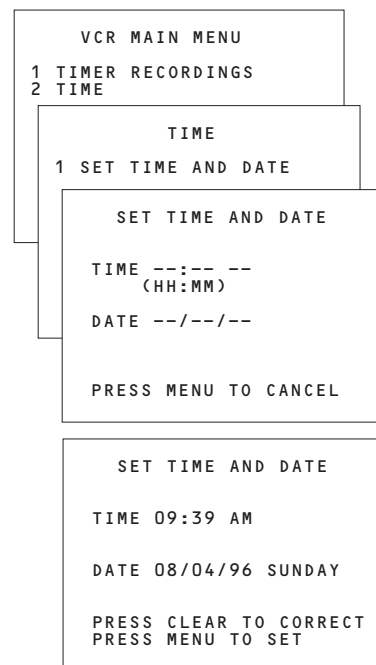 VCR MAIN MENU
1 TIMER RECORDINGS
2 TIME
TIME
1 SET TIME AND DATE
SET TIME AND DATE
TIME --:-- --
(HH:MM)
DATE --/--/--
PRESS MENU TO CANCEL
SET TIME AND DATE
TIME 09:39 AM
DATE 08/04/96 SUNDAY
PRESS CLEAR TO CORRECT
PRESS MENU TO SET